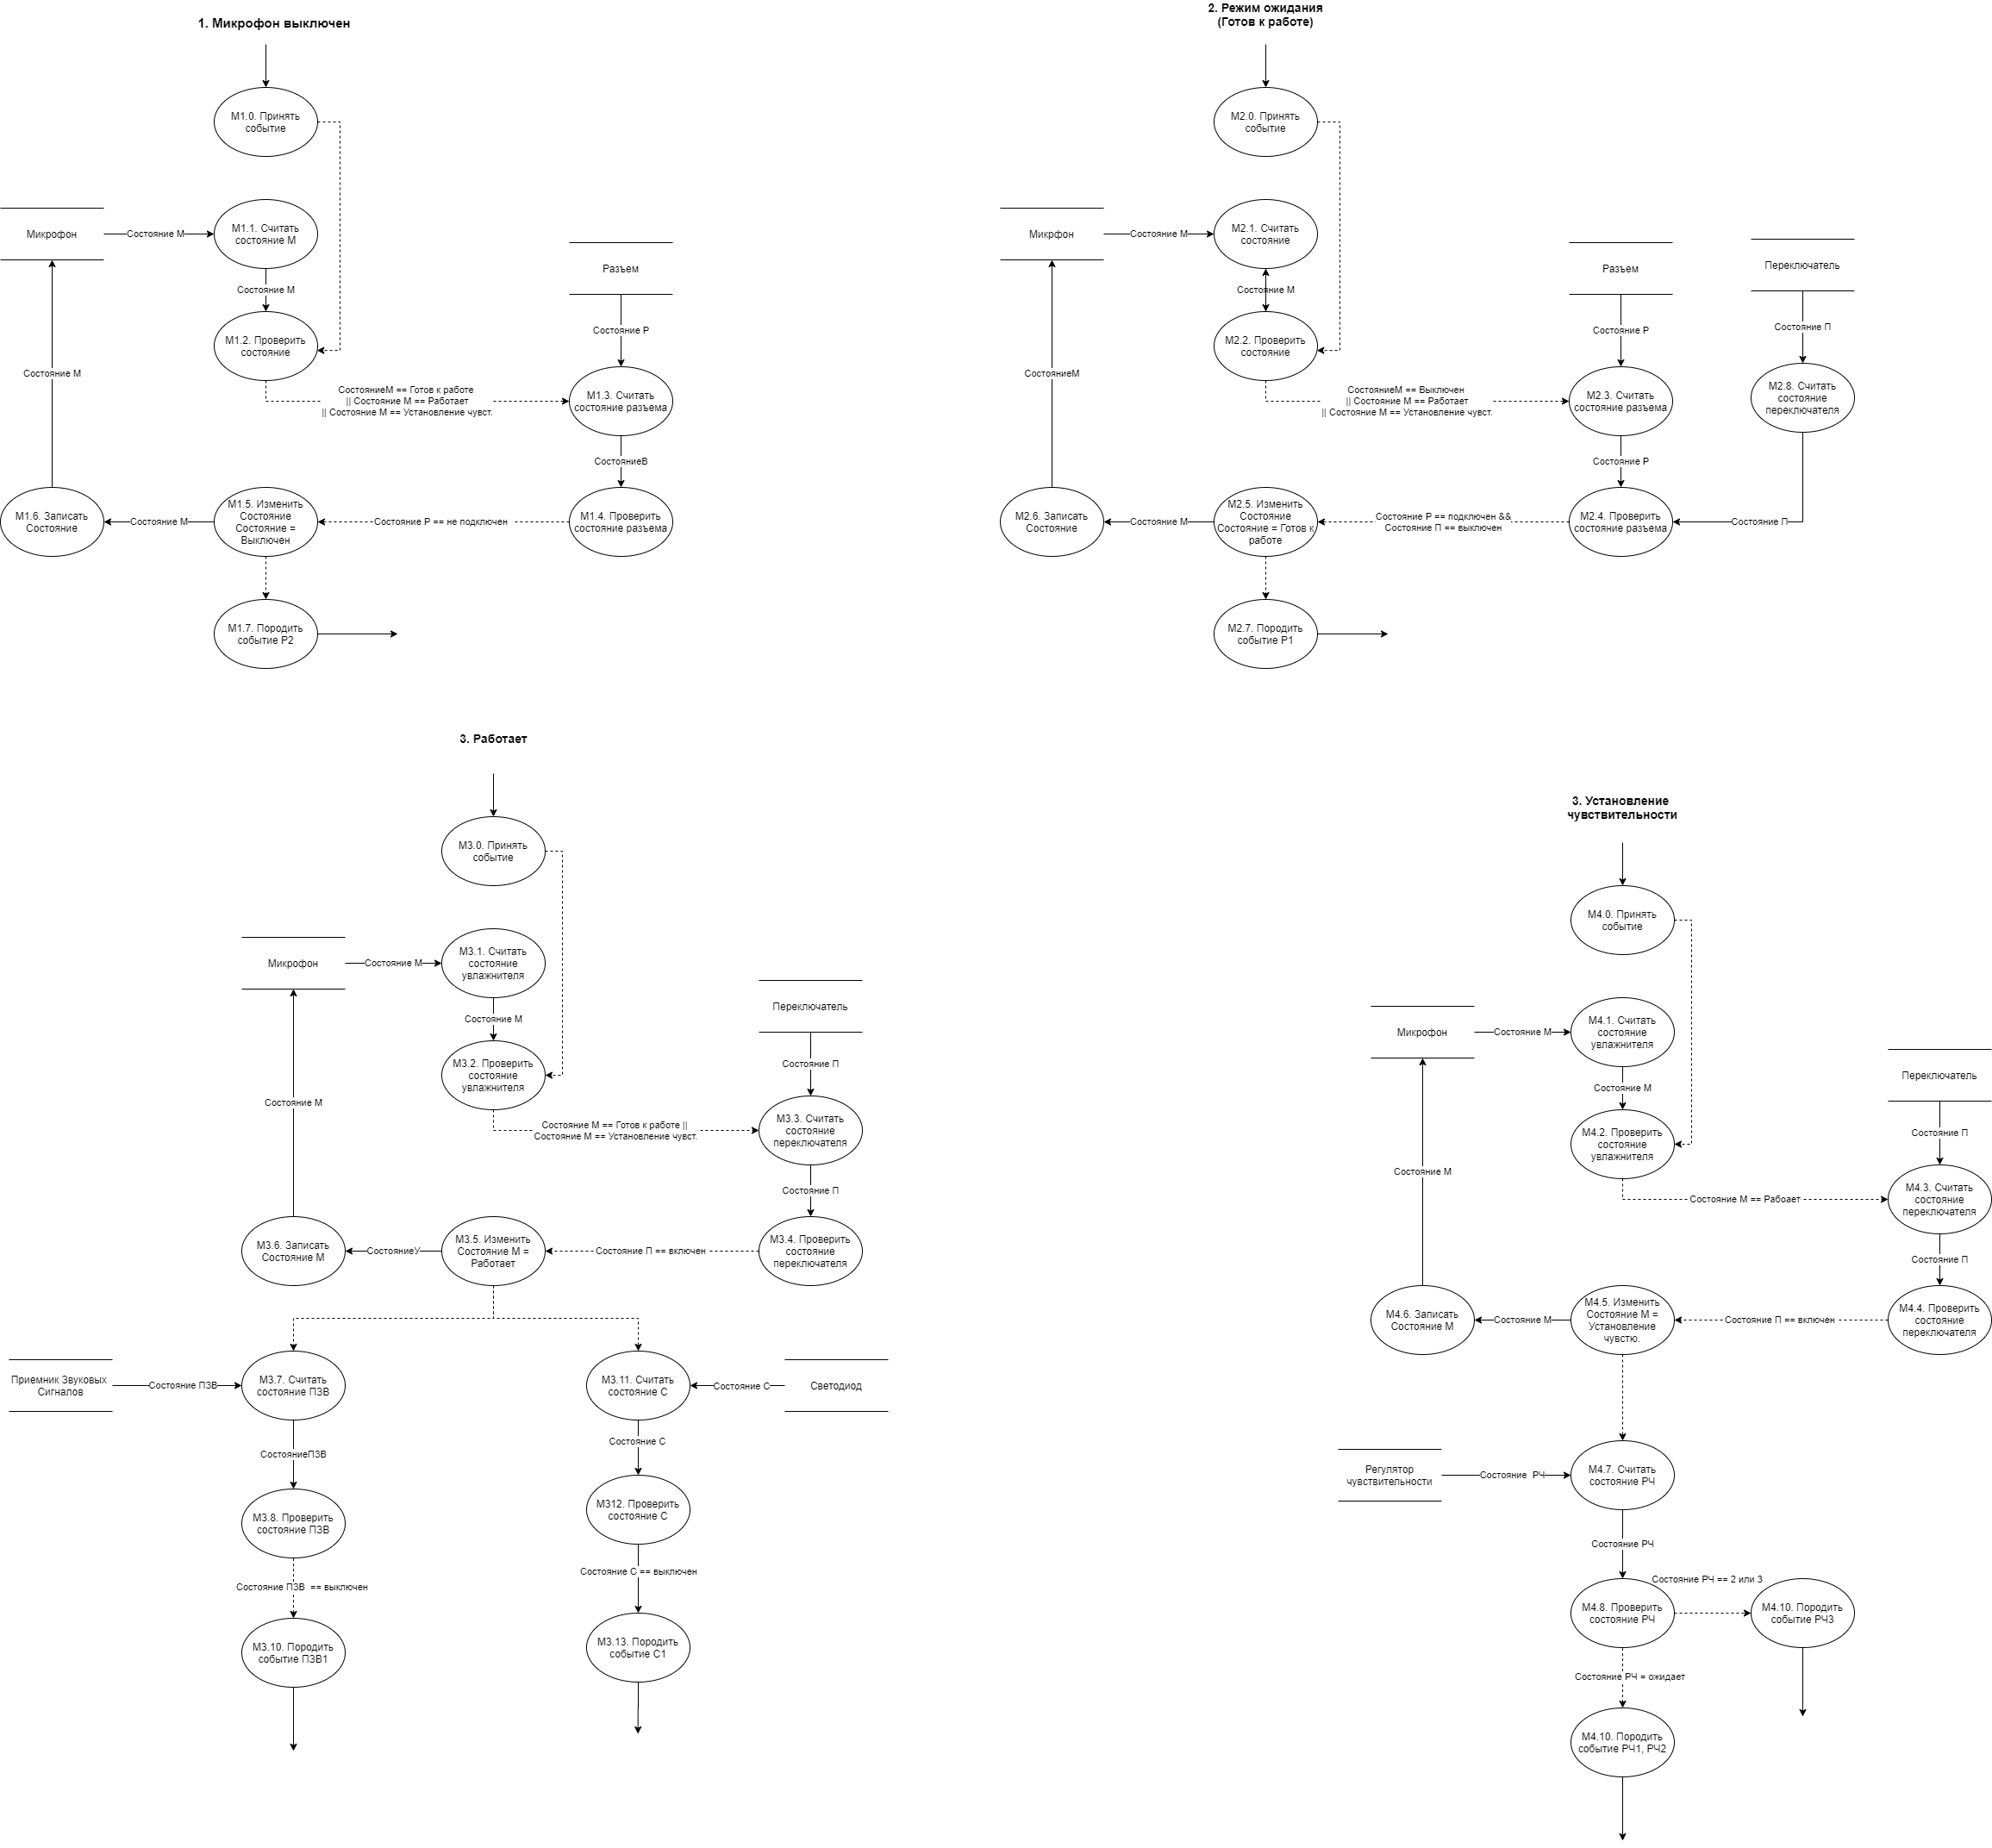 1. Микрофон выключен
М1.0. Принять
событие
Микрофон
Состояние М
М1.1. Считать
состояние М
Разъем
Состояние М
Состояние Р
М1.2. Проверить
состояние
Состояние М
СостояниеМ == Готов к работе
|| Состояние М == Работает
|| Состояние М == Установление чувст.
М1.3. Считать
состояние разъема
СостояниеВ
М1.6. Записать
Состояние
Состояние М
М1.5. Изменить
Состояние
Состояние =
Выключен
Состояние Р == не подключен
М1.4. Проверить
состояние разъема
М1.7. Породить
событие Р2
2. Режим ожидания
(Готов к работе)
М2.0. Принять
событие
Микрфон
Состояние М
М2.1. Считать
состояние
Разъем
Переключатель
Состояние М
Состояние Р
Состояние П
М2.2. Проверить
состояние
СостояниеМ
СостояниеМ == Выключен
|| Состояние М == Работает
|| Состояние М == Установление чувст.
М2.3. Считать
состояние разъема
М2.8. Считать
состояние
переключателя
Состояние Р
М2.6. Записать
Состояние
Состояние М
М2.5. Изменить
Состояние
Состояние = Готов к
работе
Состояние Р == подключен &&
Состояние П == выключен
М2.4. Проверить
состояние разъема
Состояние П
М2.7. Породить
событие Р1
3. Работает
М3.0. Принять
событие
Микрофон
Состояние М
М3.1. Считать
состояние
увлажнителя
Переключатель
Состояние М
Состояние П
М3.2. Проверить
состояние
увлажнителя
Состояние М
Состояние М == Готов к работе ||
Состояние М == Установление чувст.
М3.3. Считать
состояние
переключателя
Состояние П
М3.6. Записать
Состояние М
СостояниеУ
М3.5. Изменить
Состояние М =
Работает
Состояние П == включен
М3.4. Проверить
состояние
переключателя
Приемник Звуковых
Сигналов
Состояние ПЗВ
М3.7. Считать
состояние ПЗВ
М3.11. Считать
состояние С
Состояние С
Светодиод
СостояниеПЗВ
Состояние С
М3.8. Проверить
состояние ПЗВ
М312. Проверить
состояние С
Состояние ПЗВ  == выключен
Состояние С == выключен
М3.10. Породить
событие ПЗВ1
М3.13. Породить
событие С1
3. Установление
чувствительности
М4.0. Принять
событие
Микрофон
Состояние М
М4.1. Считать
состояние
увлажнителя
Переключатель
Состояние М
Состояние П
М4.2. Проверить
состояние
увлажнителя
Состояние М
Состояние М == Рабоает
М4.3. Считать
состояние
переключателя
Состояние П
М4.6. Записать
Состояние М
Состояние М
М4.5. Изменить
Состояние М =
Установление
чувстю.
Состояние П == включен
М4.4. Проверить
состояние
переключателя
Регулятор
чувствительности
Состояние  РЧ
М4.7. Считать
состояние РЧ
Состояние РЧ
Состояние РЧ == 2 или 3
М4.8. Проверить
состояние РЧ
М4.10. Породить
событие РЧ3
Состояние РЧ = ожидает
М4.10. Породить
событие РЧ1, РЧ2